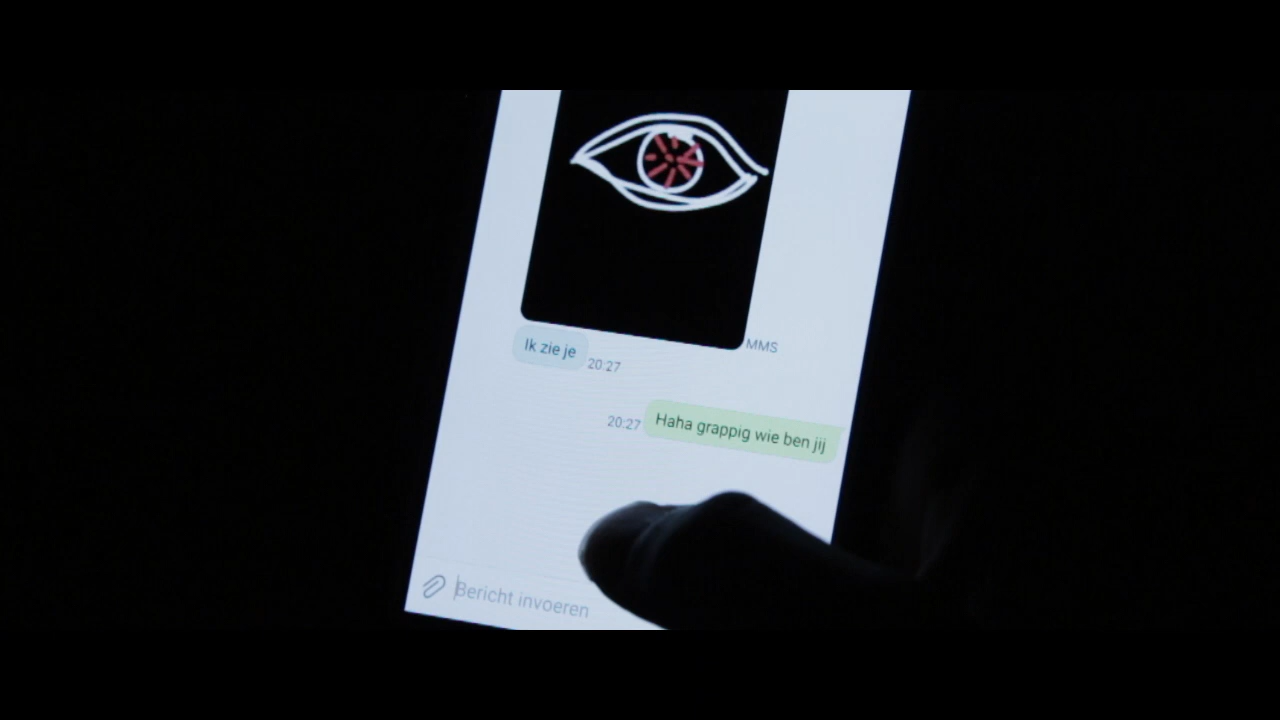 MMS
Ik zie je
20:27
20:27
Haha grappig wie ben jij
Bericht invoeren